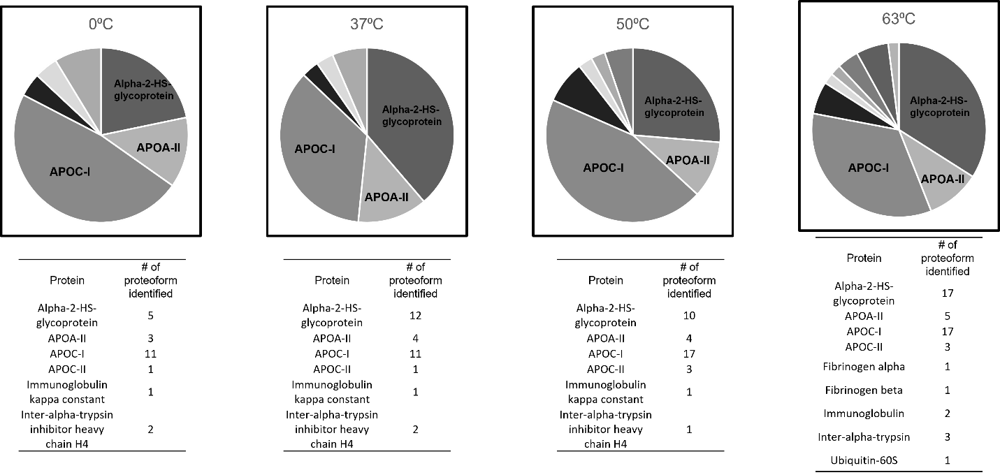 0ºC
Alpha-2-HS-
glycoprotein
APOA-II
APOC-I
37ºC
Alpha-2-HS-
glycoprotein
APOC-I
APOA-II
50ºC
Alpha-2-HS-
glycoprotein
APOA-II
APOC-I
63ºC
Alpha-2-HS-
glycoprotein
APOC-I
APOA-II
Protein # of proteoform identified
Alpha-2-HS-
glycoprotein 5
APOA-II 3
APOC-I 11
APOC-II 1
Immunoglobulin
kappa constant 1
Inter-alpha-trypsin
inhibitor heavy 2
chain H4
Protein # of proteoform identified
Alpha-2-HS-
glycoprotein 12
APOA-II 4
APOC-I 11
APOC-II 1
Immunoglobulin
kappa constant 1
Inter-alpha-trypsin
inhibitor heavy 2
chain H4
Protein # of proteoform identified
Alpha-2-HS-
glycoprotein 10
APOA-II 4
APOC-I 17
APOC-II 3
Immunoglobulin
kappa constant 1
Inter-alpha-trypsin
inhibitor heavy 1
chain H4
Protein # of proteoform identified
Alpha-2-HS-
glycoprotein 17
APOA-II 5
APOC-I 17
APOC-II 3
Fibrinogen alpha 1
Fibrinogen beta 1
Immunoglobulin 2
Inter-alpha-trypsin 3
Ubiquitin-60S 1